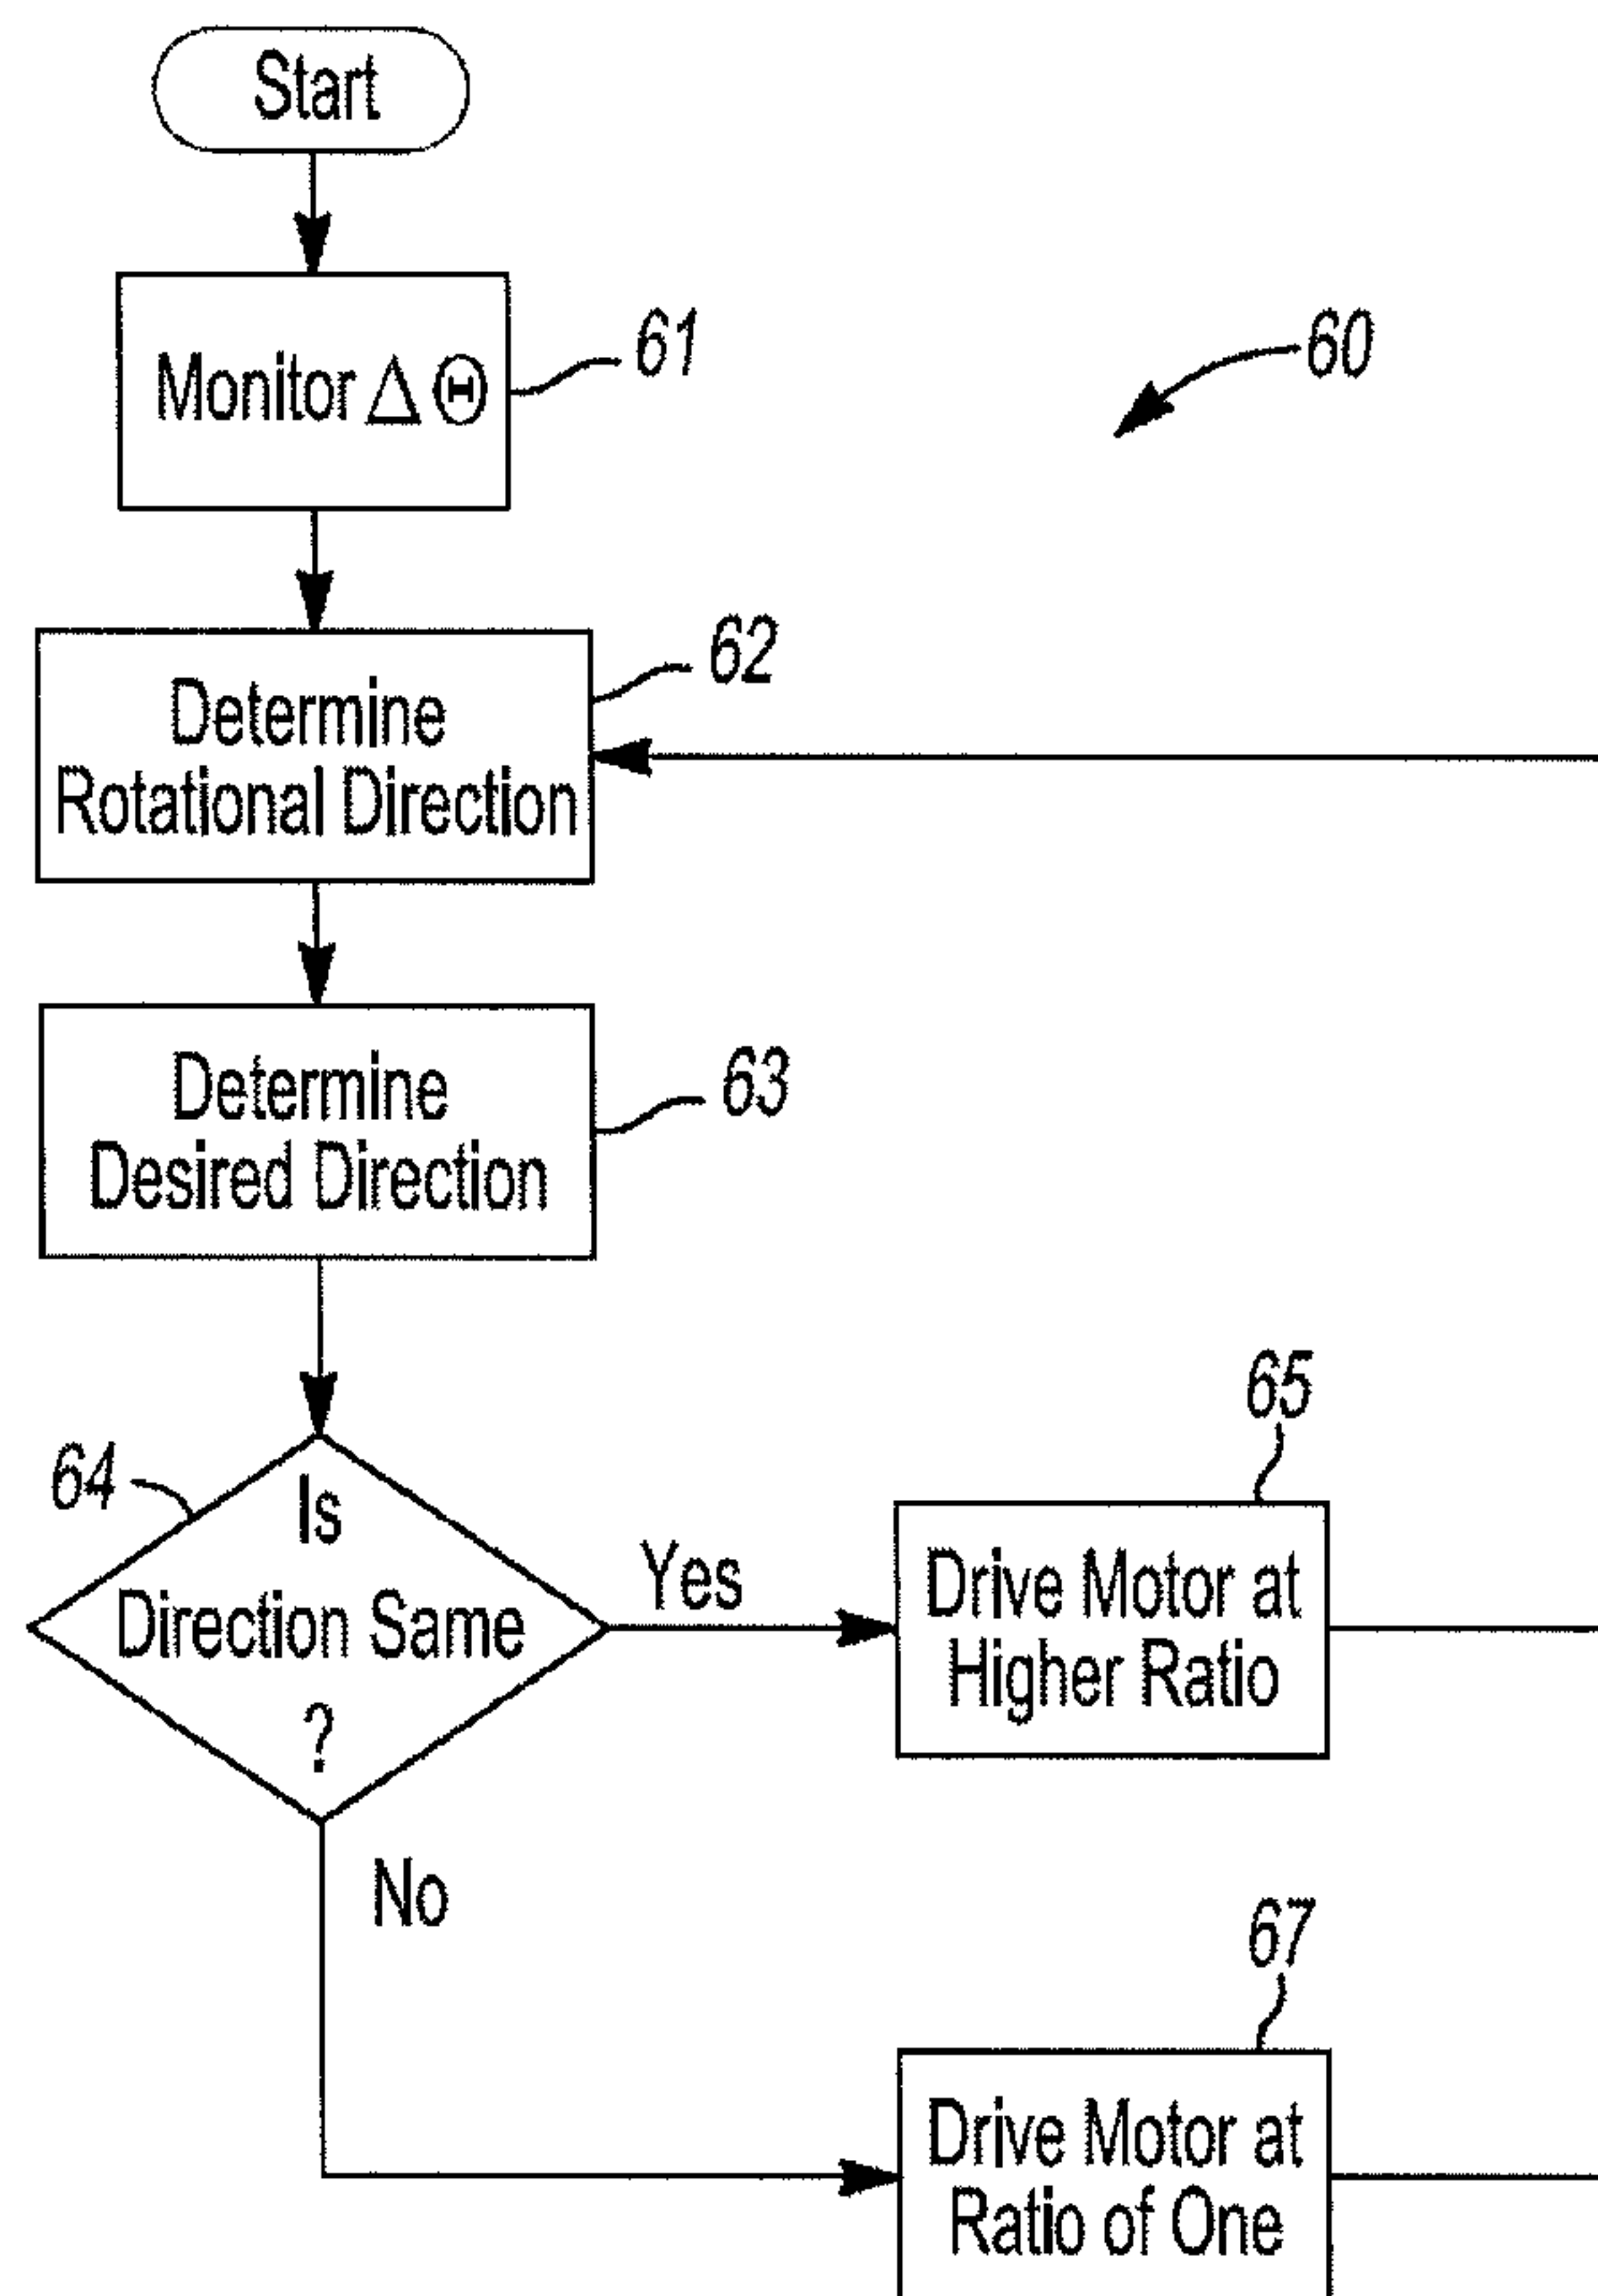 Start
Monitor ΔΘ
61
60
Determine
Rotational Direction
62
Determine
Desired Direction
63
64
Is
Direction Same
?
Yes
No
65
Drive Motor at
Higher Ratio
67
Drive Motor at
Ratio of One